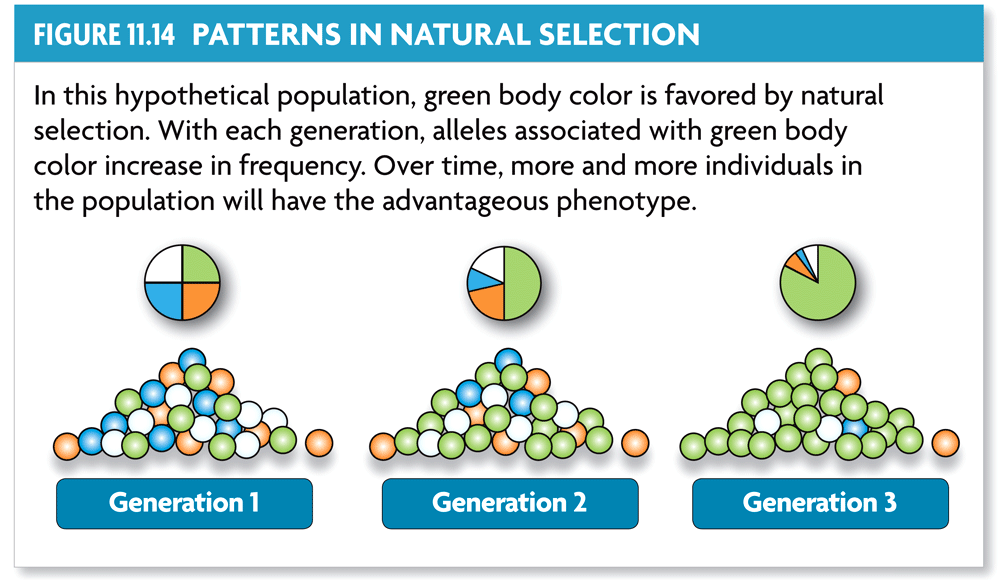 FIGURE 11.14 PATTERNS IN NATURAL SELECTION
In this hypothetical population, green body color is favored by natural
selection. With each generation, alleles associated with green body
color increase in frequency. Over time, more and more individuals in
the population will have the advantageous phenotype.
Generation 1
Generation 2
Generation 3